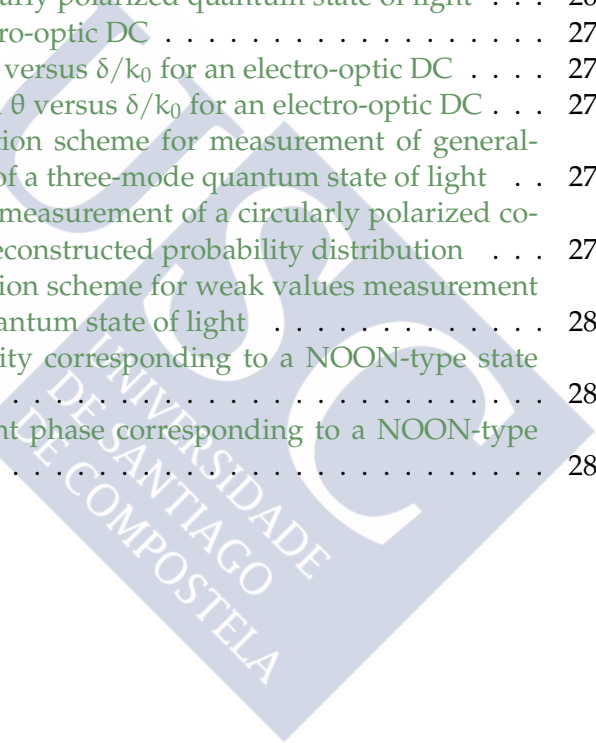 rly polarized quantum state of light . . .
ro-optic DC . . . . . . . . . . . . . . . . . . . 27
versus δ/k₀ for an electro-optic DC . . . . 27
θ versus δ/k₀ for an electro-optic DC . . . 27
tion scheme for measurement of general-
of a three-mode quantum state of light . . 27
measurement of a circularly polarized co-
econstructed probability distribution . . . 27
ion scheme for weak values measurement
antum state of light . . . . . . . . . . . . . 28
ity corresponding to a NOON-type state
. . . . . . . . . . . . . . . . . . . . . . . . . 28
nt phase corresponding to a NOON-type
. . . . . . . . . . . . . . . . . . . . . . . . . 28
USC
UNIVERSIDADE
DE SANTIAGO
DE COMPOSTELA